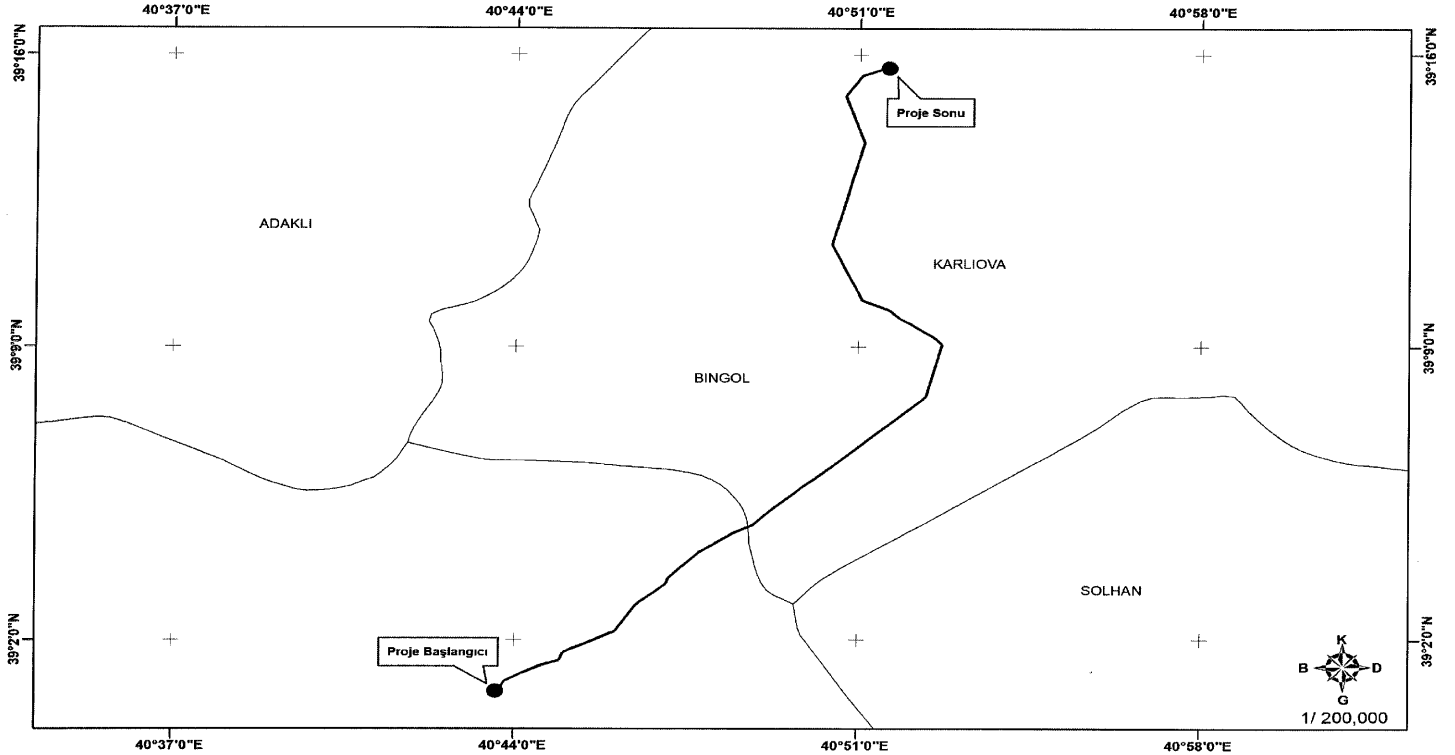 40°37'0"E
40°44'0"E
40°51'0"E
40°58'0"E
39°16'0"N
39°16'0"N
Proje Sonu
ADAKLI
KARLIOVA
39°9'0"N
39°9'0"N
BINGOL
SOLHAN
39°2'0"N
39°2'0"N
Proje Başlangıcı
K
B
D
G
1/ 200,000
40°37'0"E
40°44'0"E
40°51'0"E
40°58'0"E